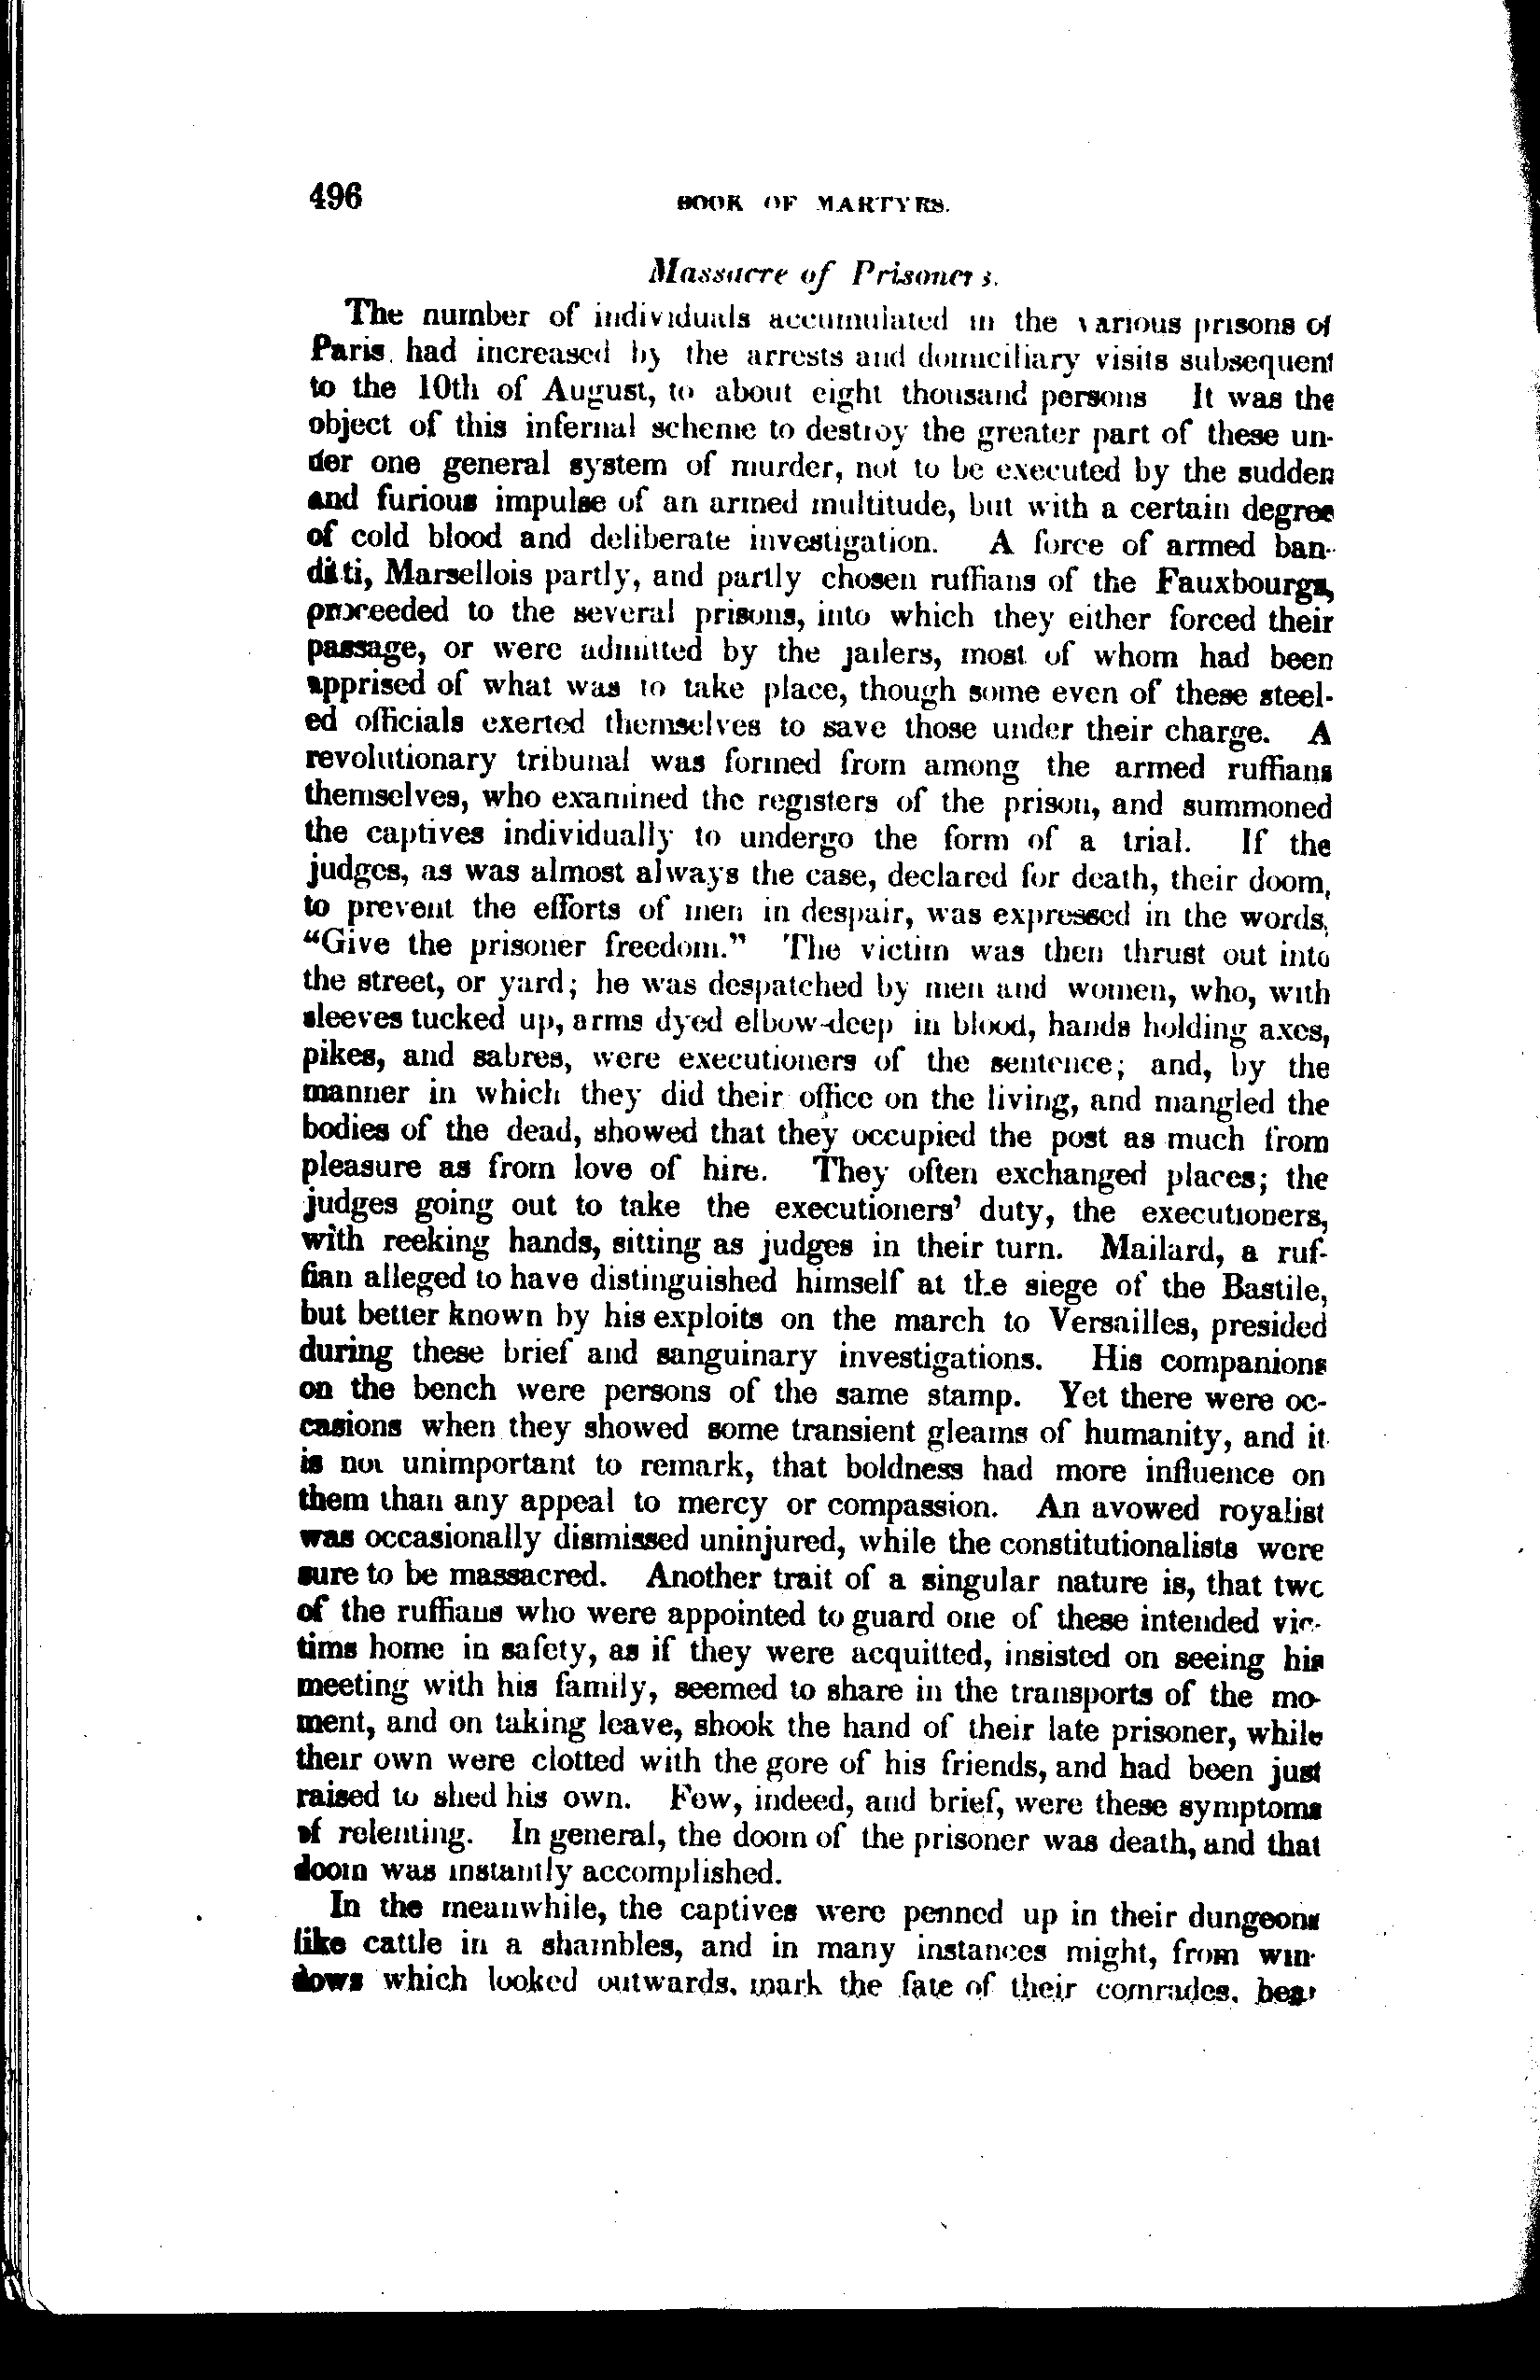 496
BOOK OF MARTYRS.
Massacre of Prisoners.
The number of individuals accumulated in the various prisons of
Paris had increased by the arrests and domiciliary visits subsequent
to the 10th of August, to about eight thousand persons It was the
object of this infernal scheme to destroy the greater part of these un-
der one general system of murder, not to be executed by the sudden
and furious impulse of an armed multitude, but with a certain degree
of cold blood and deliberate investigation. A force of armed ban-
ditti, Marsellois partly, and partly chosen ruffians of the Fauxbourgs,
proceeded to the several prisons, into which they either forced their
passage, or were admitted by the jailers, most of whom had been
apprised of what was to take place, though some even of these steel-
ed officials exerted themselves to save those under their charge. A
revolutionary tribunal was formed from among the armed ruffians
themselves, who examined the registers of the prison, and summoned
the captives individually to undergo the form of a trial. If the
judges, as was almost always the case, declared for death, their doom,
to prevent the efforts of men in despair, was expressed in the words,
"Give the prisoner freedom." The victim was then thrust out into
the street, or yard; he was despatched by men and women, who, with
sleeves tucked up, arms dyed elbow-deep in blood, hands holding axes,
pikes, and sabres, were executioners of the sentence; and, by the
manner in which they did their office on the living, and mangled the
bodies of the dead, showed that they occupied the post as much from
pleasure as from love of hire. They often exchanged places; the
judges going out to take the executioners' duty, the executioners,
with reeking hands, sitting as judges in their turn. Mailard, a ruf-
fian alleged to have distinguished himself at the siege of the Bastile,
but better known by his exploits on the march to Versailles, presided
during these brief and sanguinary investigations. His companions
on the bench were persons of the same stamp. Yet there were oc-
casions when they showed some transient gleams of humanity, and it
is not unimportant to remark, that boldness had more influence on
them than any appeal to mercy or compassion. An avowed royalist
was occasionally dismissed uninjured, while the constitutionalists were
sure to be massacred. Another trait of a singular nature is, that two
of the ruffians who were appointed to guard one of these intended vic-
tims home in safety, as if they were acquitted, insisted on seeing his
meeting with his family, seemed to share in the transports of the mo-
ment, and on taking leave, shook the hand of their late prisoner, while
their own were clotted with the gore of his friends, and had been just
raised to shed his own. Few, indeed, and brief, were these symptoms
of relenting. In general, the doom of the prisoner was death, and that
doom was instantly accomplished.
In the meanwhile, the captives were penned up in their dungeons
like cattle in a shambles, and in many instances might, from win-
dows which looked outwards, mark the fate of their comrades, hear